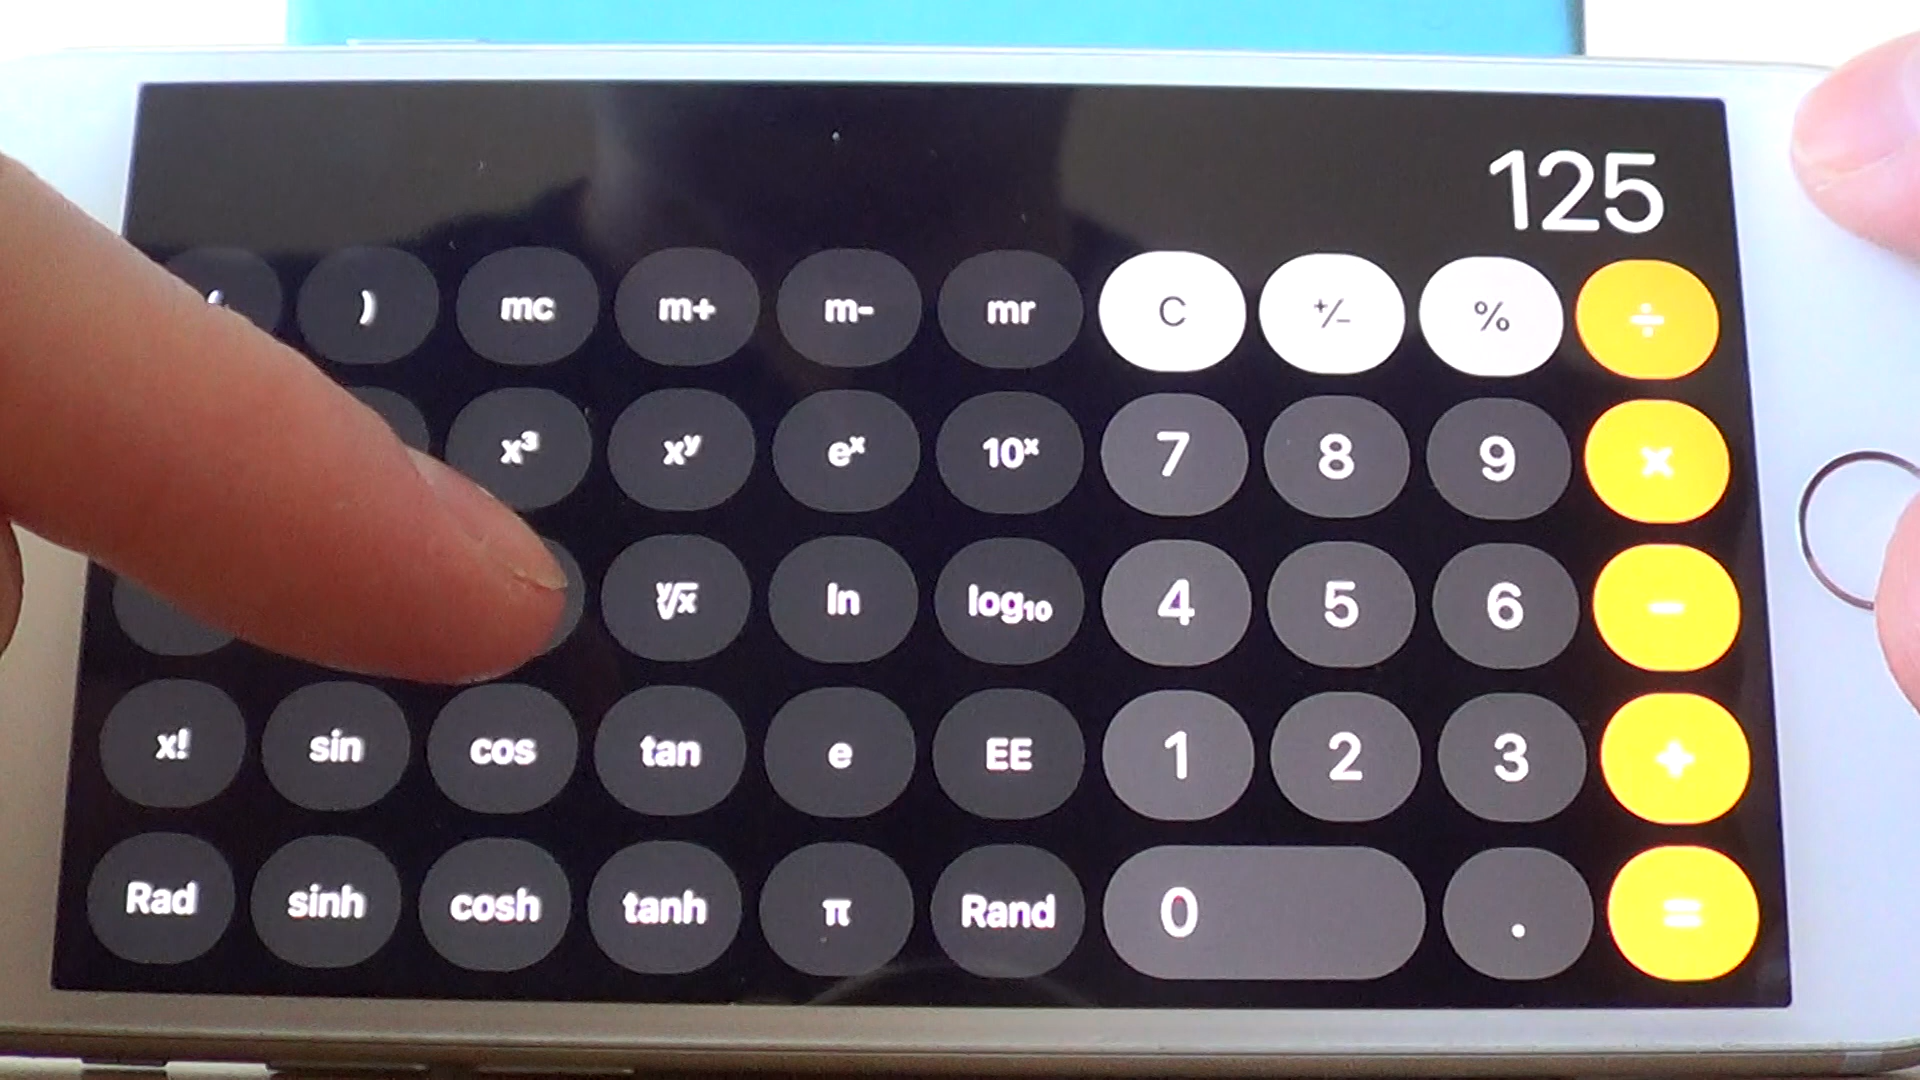 125
) mc m+ m- mr C +/- % ÷
x³ xʸ eˣ 10ˣ 7 8 9 ×
ʸ√x ln log₁₀ 4 5 6 −
x! sin cos tan e EE 1 2 3 +
Rad sinh cosh tanh π Rand 0 . =